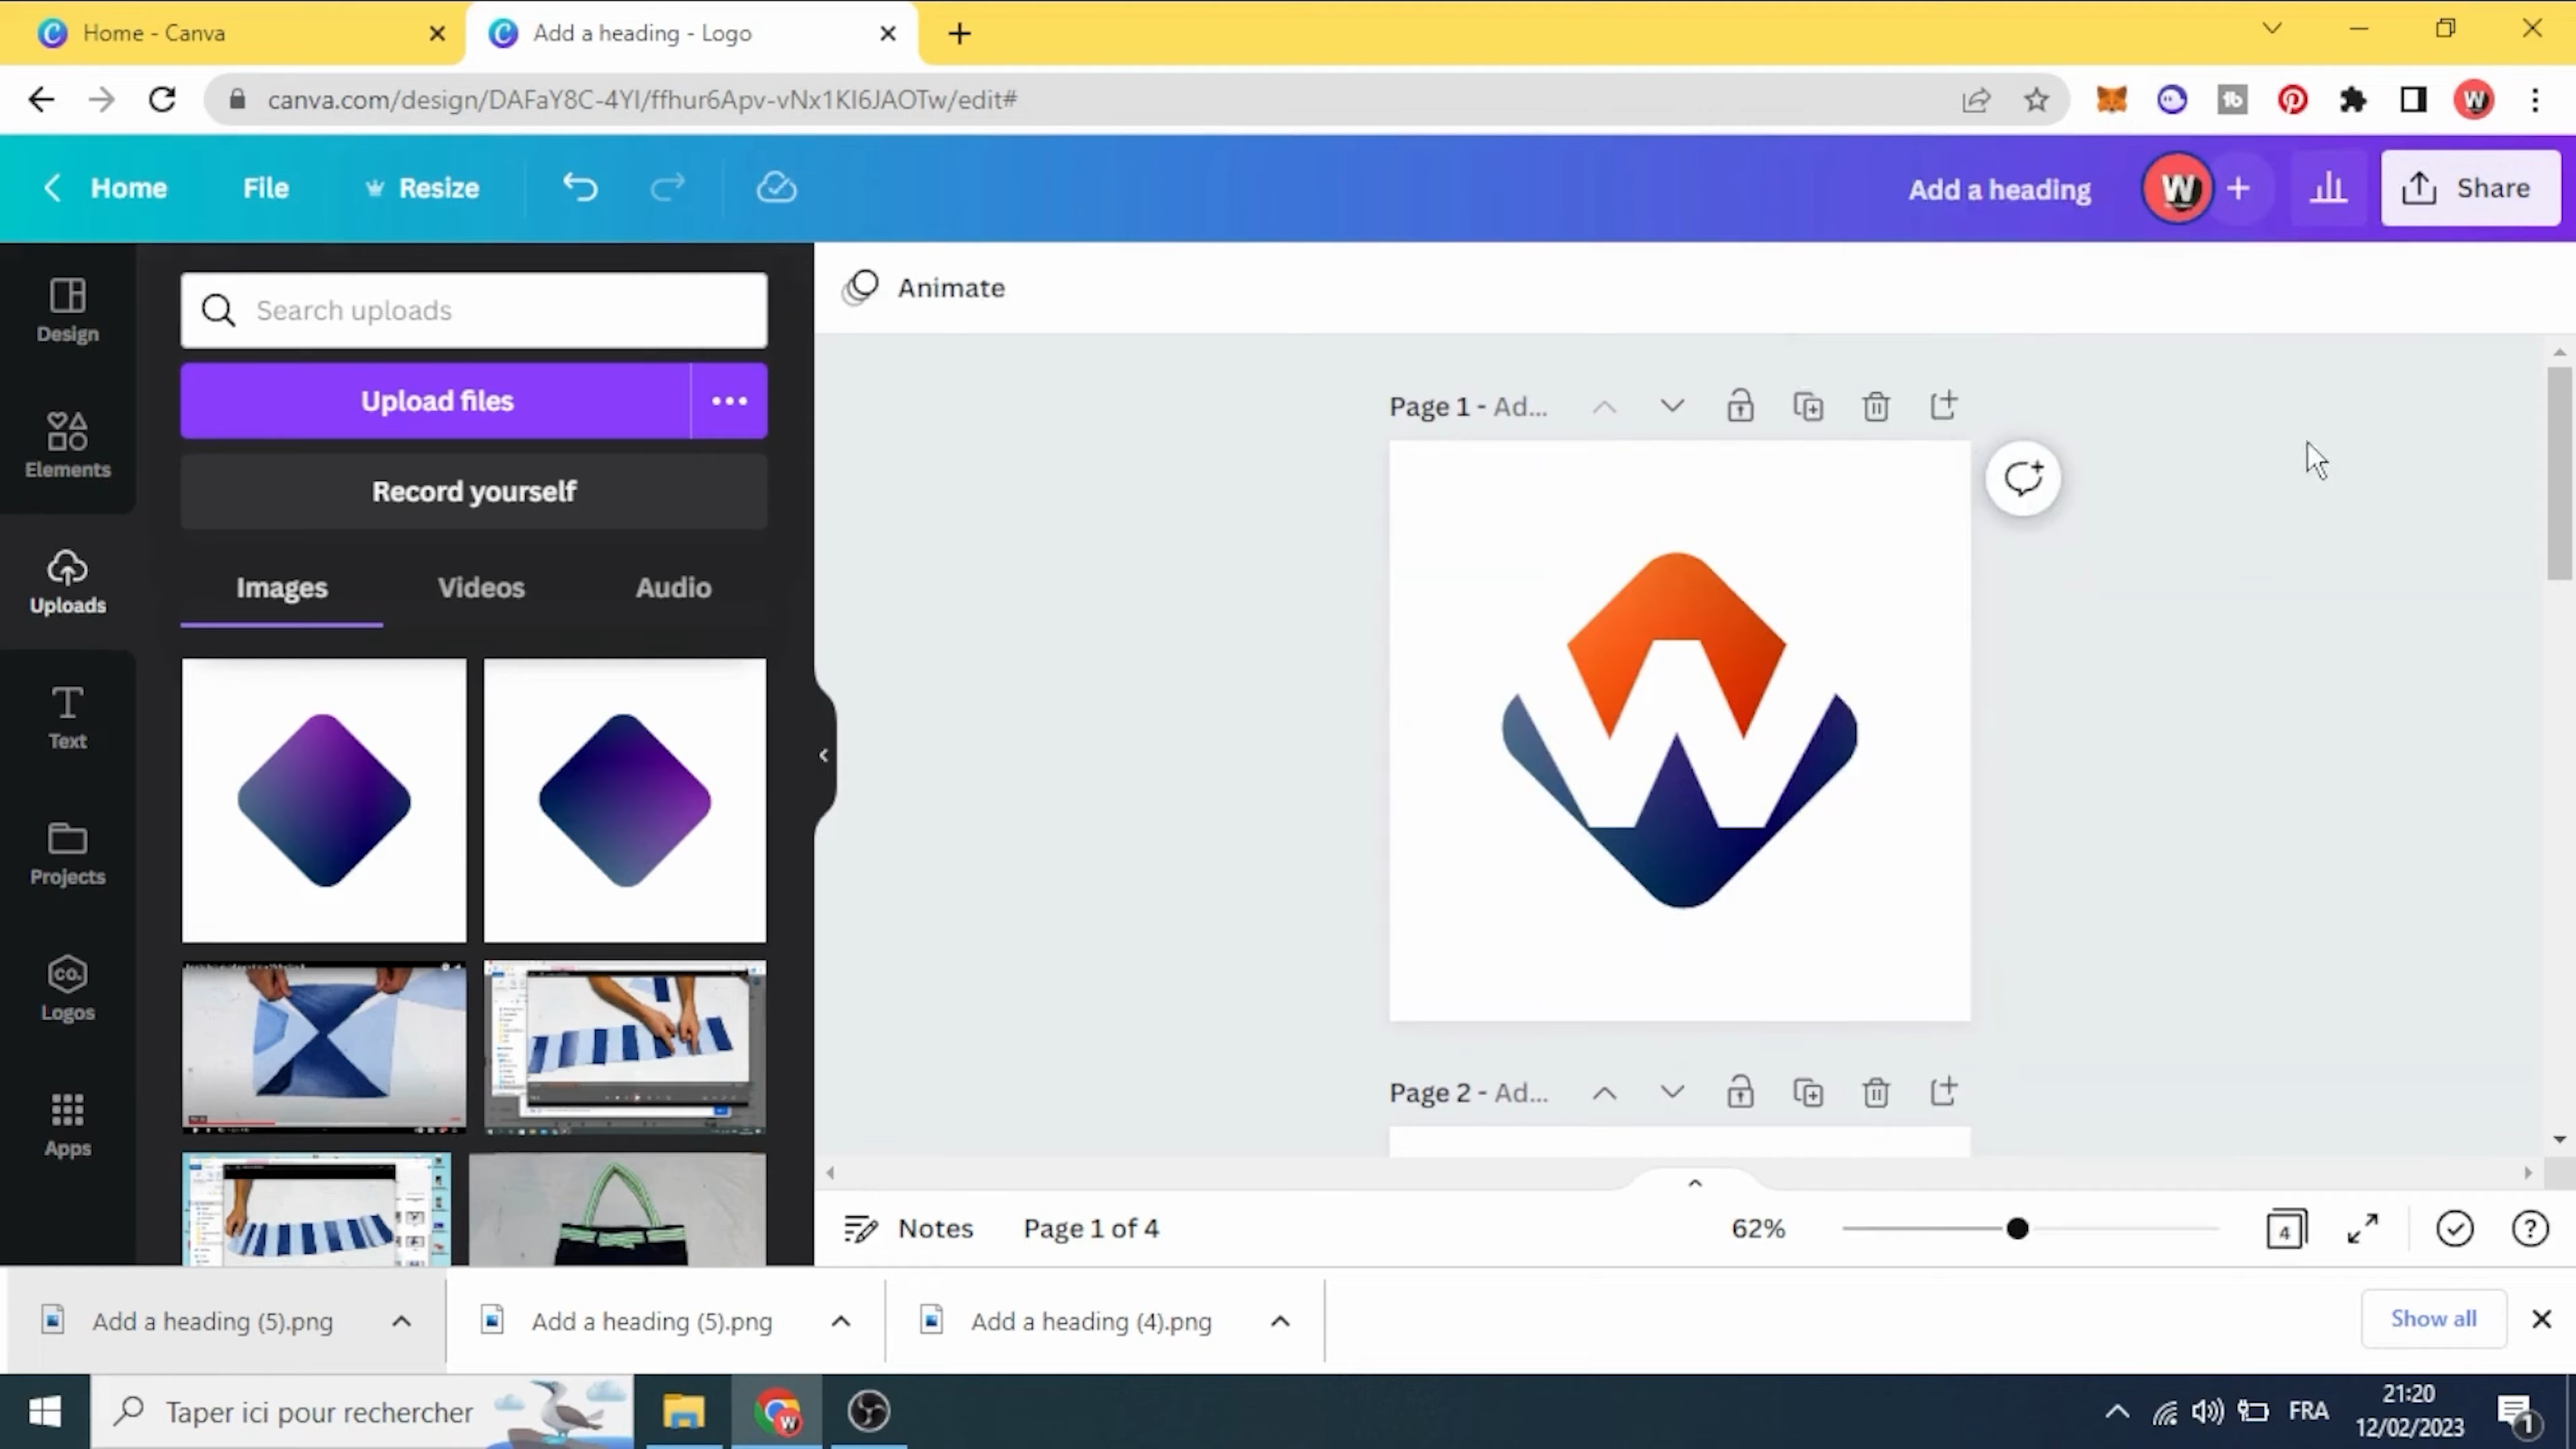 Home - Canva
Add a heading - Logo
canva.com/design/DAFaY8C-4YI/ffhur6Apv-vNx1KI6JAOTw/edit#
Home
File
Resize
Add a heading
W
Share
Design
Elements
Uploads
Text
Projects
CO.
Logos
Apps
Search uploads
Upload files
Record yourself
Images
Videos
Audio
Animate
Page 1 - Ad...
W
Page 2 - Ad...
Notes
Page 1 of 4
62%
4
Add a heading (5).png
Add a heading (5).png
Add a heading (4).png
Show all
Taper ici pour rechercher
FRA
21:20
12/02/2023
1